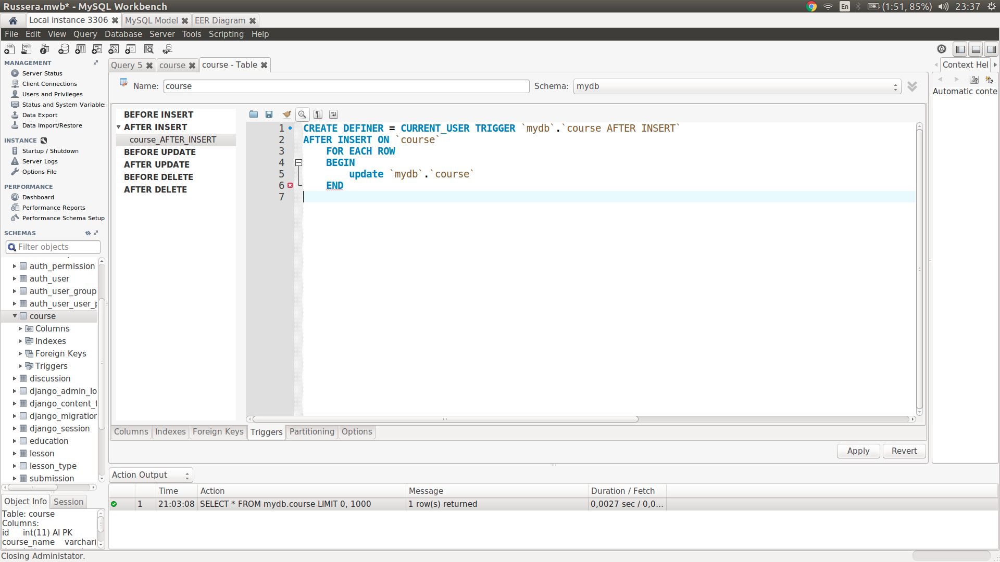 Russera.mwb* - MySQL Workbench
En
(1:51, 85%)
23:37
Local instance 3306
MySQL Model
EER Diagram
File Edit View Query Database Server Tools Scripting Help
MANAGEMENT
Server Status
Client Connections
Users and Privileges
Status and System Variables
Data Export
Data Import/Restore
INSTANCE
Startup / Shutdown
Server Logs
Options File
PERFORMANCE
Dashboard
Performance Reports
Performance Schema Setup
SCHEMAS
Filter objects
auth_permission
auth_user
auth_user_group
auth_user_user_p
course
Columns
Indexes
Foreign Keys
Triggers
discussion
django_admin_lo
django_content_t
django_migration
django_session
education
lesson
lesson_type
submission
Object Info
Session
Table: course
Columns:
id int(11) AI PK
course_name varchar(
Query 5
course
course - Table
Name:
course
Schema:
mydb
BEFORE INSERT
AFTER INSERT
course_AFTER_INSERT
BEFORE UPDATE
AFTER UPDATE
BEFORE DELETE
AFTER DELETE
1 CREATE DEFINER = CURRENT_USER TRIGGER `mydb`.`course AFTER INSERT`
2 AFTER INSERT ON `course`
3 FOR EACH ROW
4 BEGIN
5 update `mydb`.`course`
6 END
7
Columns Indexes Foreign Keys Triggers Partitioning Options
Apply
Revert
Context Hel
Automatic conte
Action Output
Time Action Message Duration / Fetch
1 21:03:08 SELECT * FROM mydb.course LIMIT 0, 1000 1 row(s) returned 0,0027 sec / 0,0...
Closing Administator.